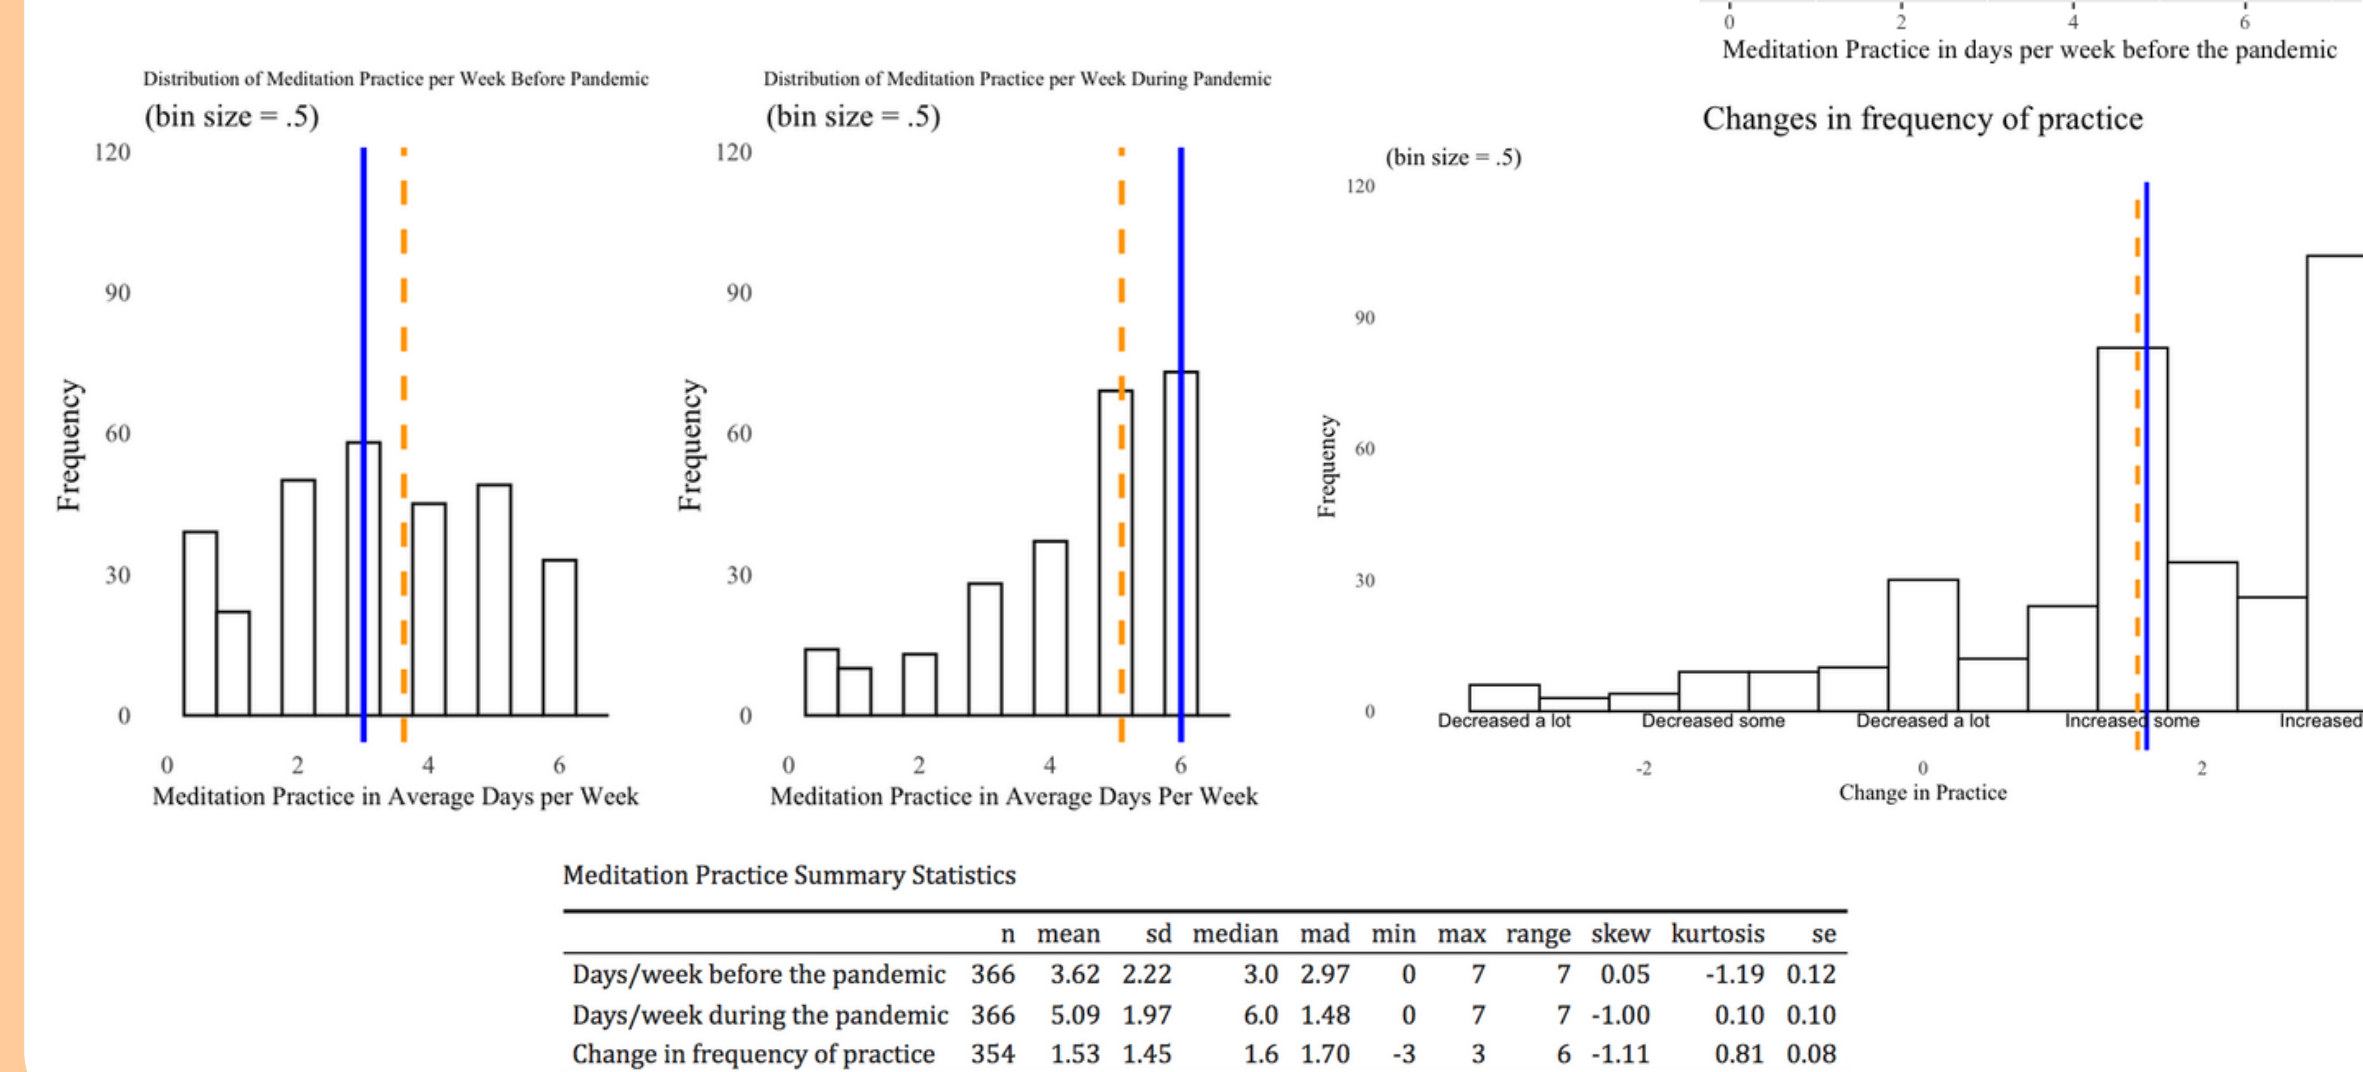 0 2 4 6
Meditation Practice in days per week before the pandemic
Distribution of Meditation Practice per Week Before Pandemic
(bin size = .5)
120
90
60
30
0
Frequency
0 2 4 6
Meditation Practice in Average Days per Week
Distribution of Meditation Practice per Week During Pandemic
(bin size = .5)
120
90
60
30
0
Frequency
0 2 4 6
Meditation Practice in Average Days Per Week
Changes in frequency of practice
(bin size = .5)
120
90
60
30
0
Frequency
Decreased a lot Decreased some Decreased a lot Increased some Increased
-2 0 2
Change in Practice
Meditation Practice Summary Statistics
n mean sd median mad min max range skew kurtosis se
Days/week before the pandemic 366 3.62 2.22 3.0 2.97 0 7 7 0.05 -1.19 0.12
Days/week during the pandemic 366 5.09 1.97 6.0 1.48 0 7 7 -1.00 0.10 0.10
Change in frequency of practice 354 1.53 1.45 1.6 1.70 -3 3 6 -1.11 0.81 0.08